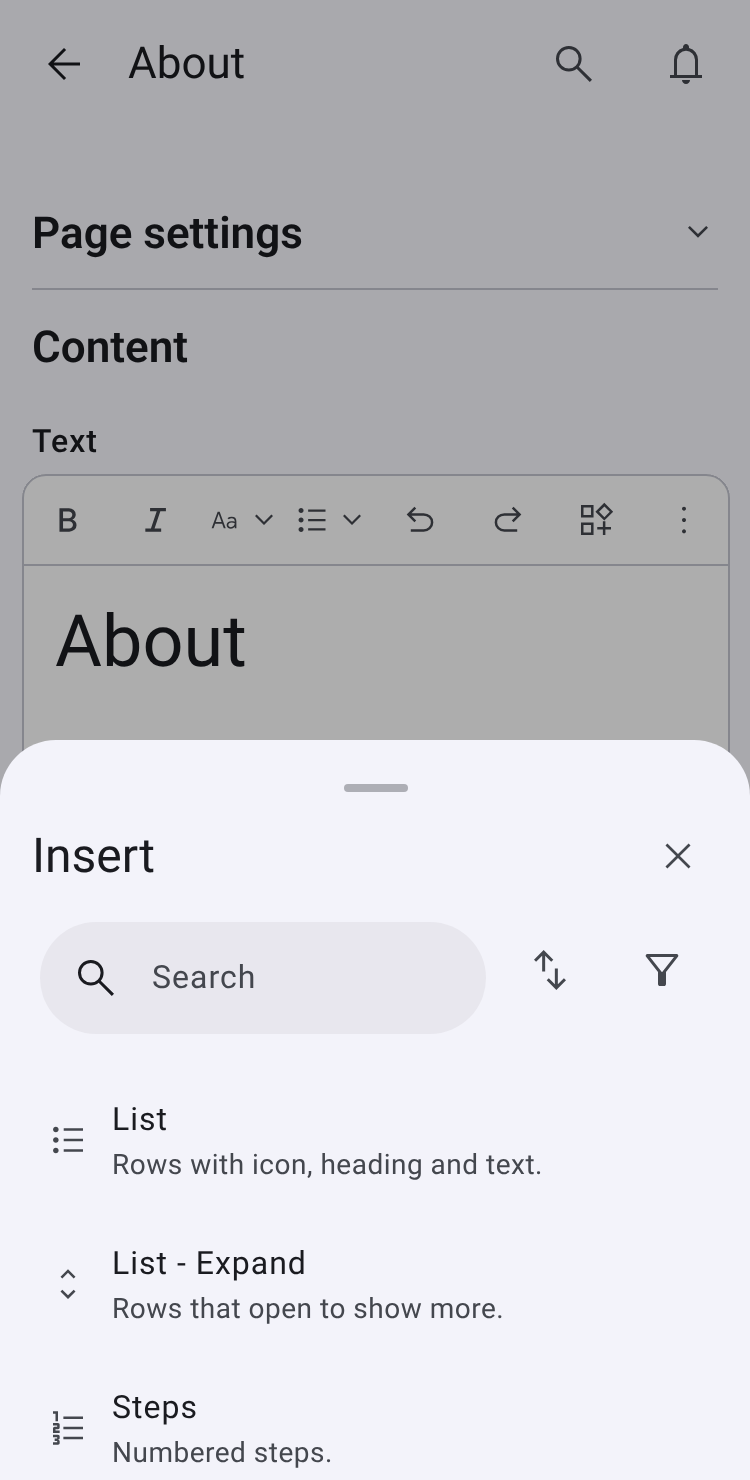 About
Page settings
Content
Text
B I Aa
About
Insert
Search
List
Rows with icon, heading and text.
List - Expand
Rows that open to show more.
Steps
Numbered steps.